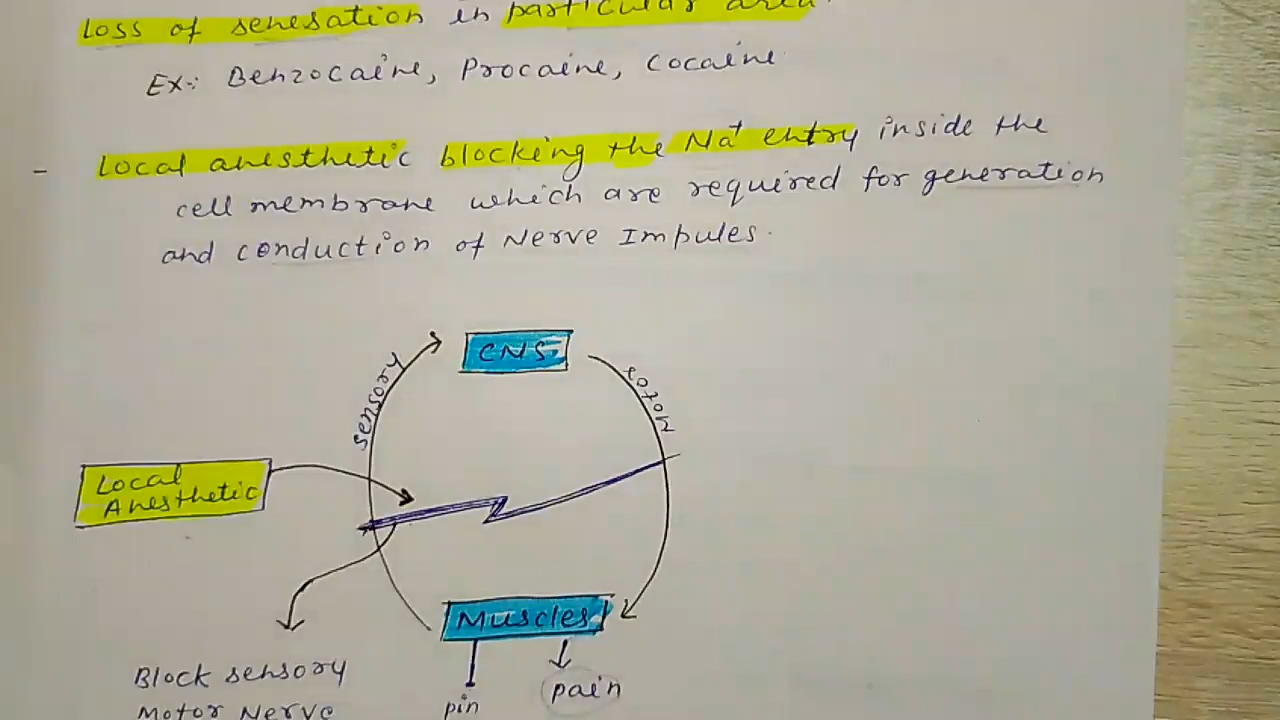 Loss of senesation in particular area.
Ex:- Benzocaine, Procaine, Cocaine
- Local anesthetic blocking the Na+ entry inside the
cell membrane which are required for generation
and conduction of Nerve Impules.
CNS
sensory
Motor
Local
Anesthetic
Muscles
Block sensory
Motor Nerve
pin
pain